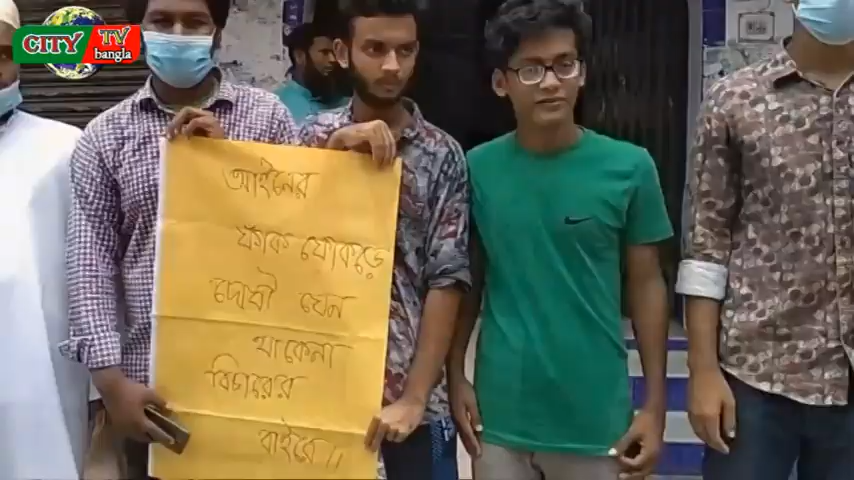 CITY TV
bangla
আইনের
ফাক যোকড়ে
দোষী যেন
থাকেনা
বিচারের
বাইরে।।